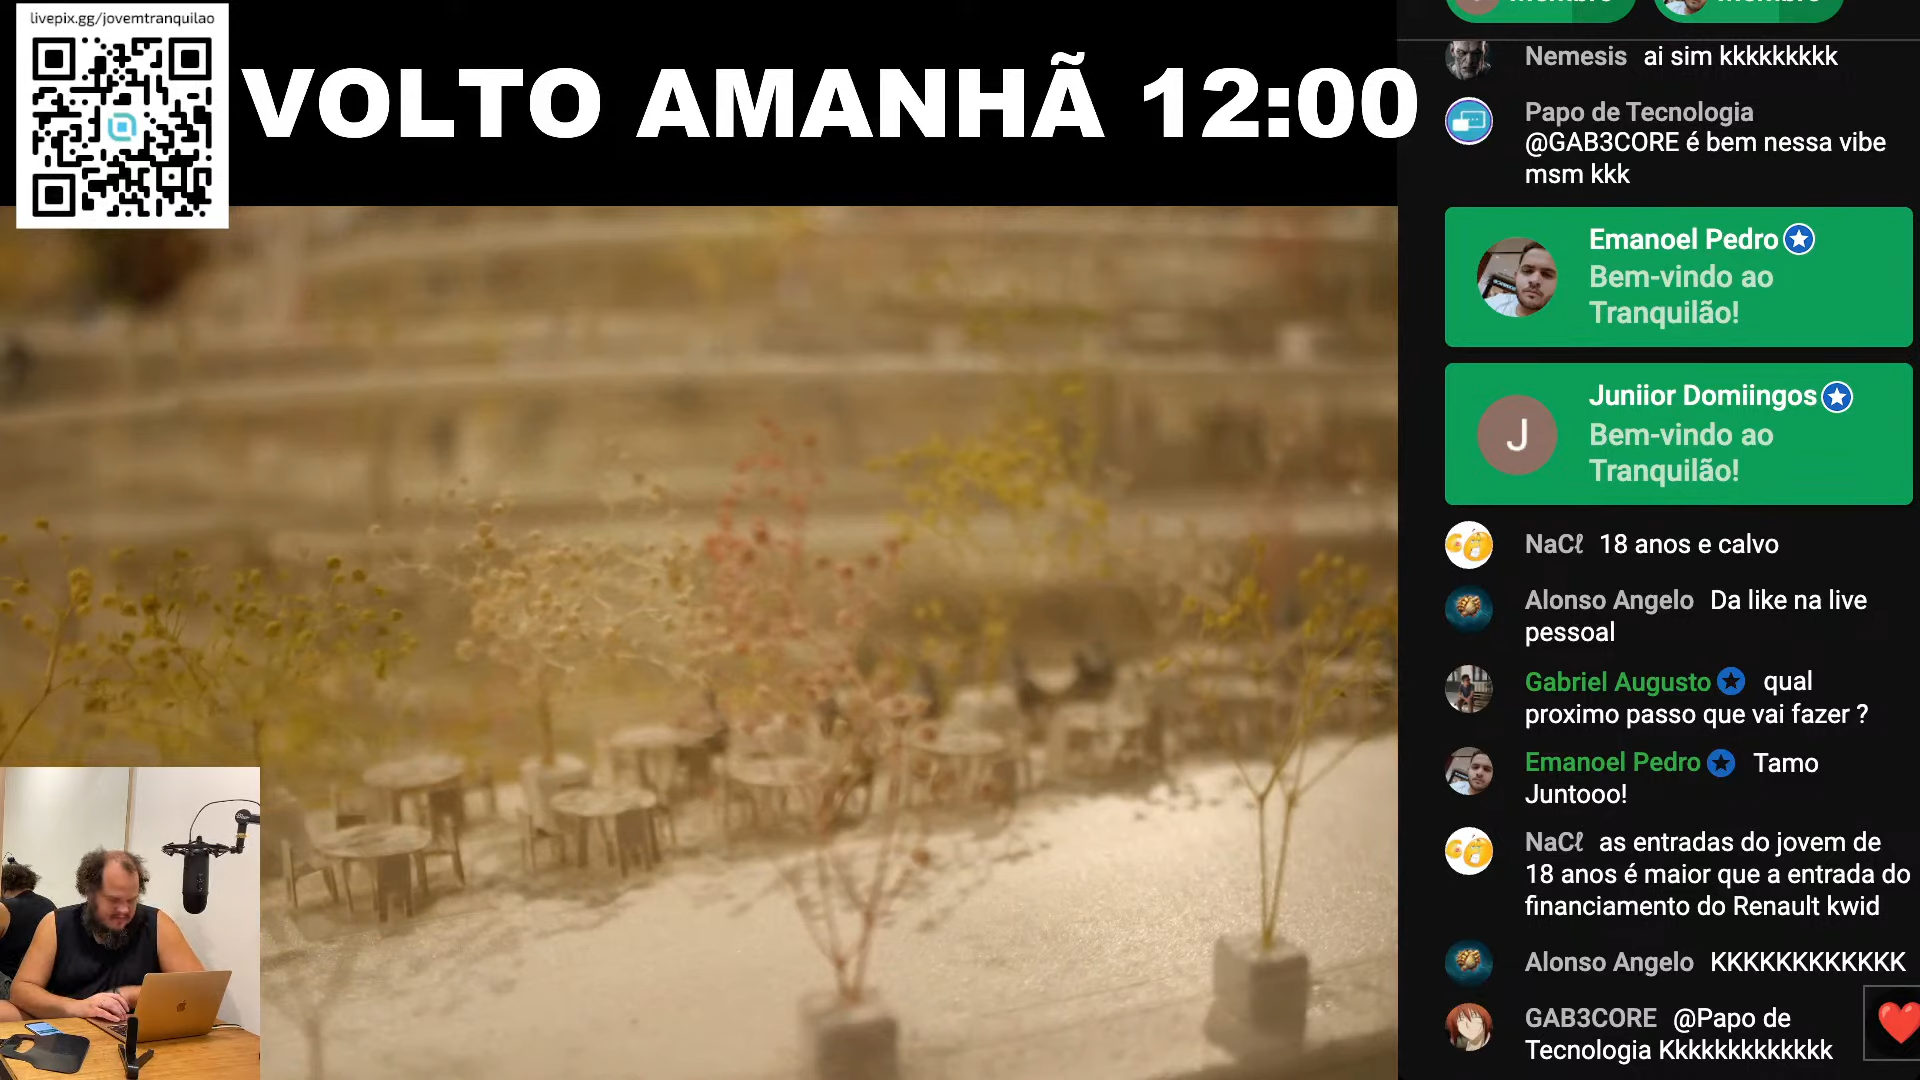 livepix.gg/jovemtranquilao
VOLTO AMANHÃ 12:00
Nemesis ai sim kkkkkkkkk
Papo de Tecnologia
@GAB3CORE é bem nessa vibe
msm kkk
Emanoel Pedro
Bem-vindo ao
Tranquilão!
J
Juniior Domiingos
Bem-vindo ao
Tranquilão!
NaCℓ 18 anos e calvo
Alonso Angelo Da like na live
pessoal
Gabriel Augusto qual
proximo passo que vai fazer ?
Emanoel Pedro Tamo
Juntooo!
NaCℓ as entradas do jovem de
18 anos é maior que a entrada do
financiamento do Renault kwid
Alonso Angelo KKKKKKKKKKKK
GAB3CORE @Papo de
Tecnologia Kkkkkkkkkkkkk